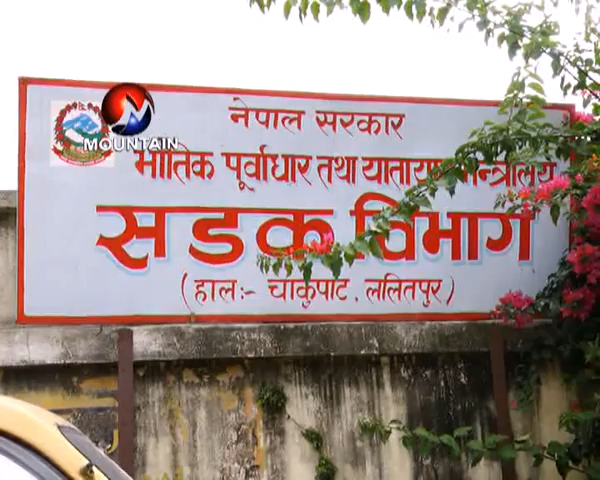 MOUNTAIN
नेपाल सरकार
भौतिक पूर्वाधार तथा यातायात मन्त्रालय
सडक विभाग
(हाल:- चाकुपाट, ललितपुर)